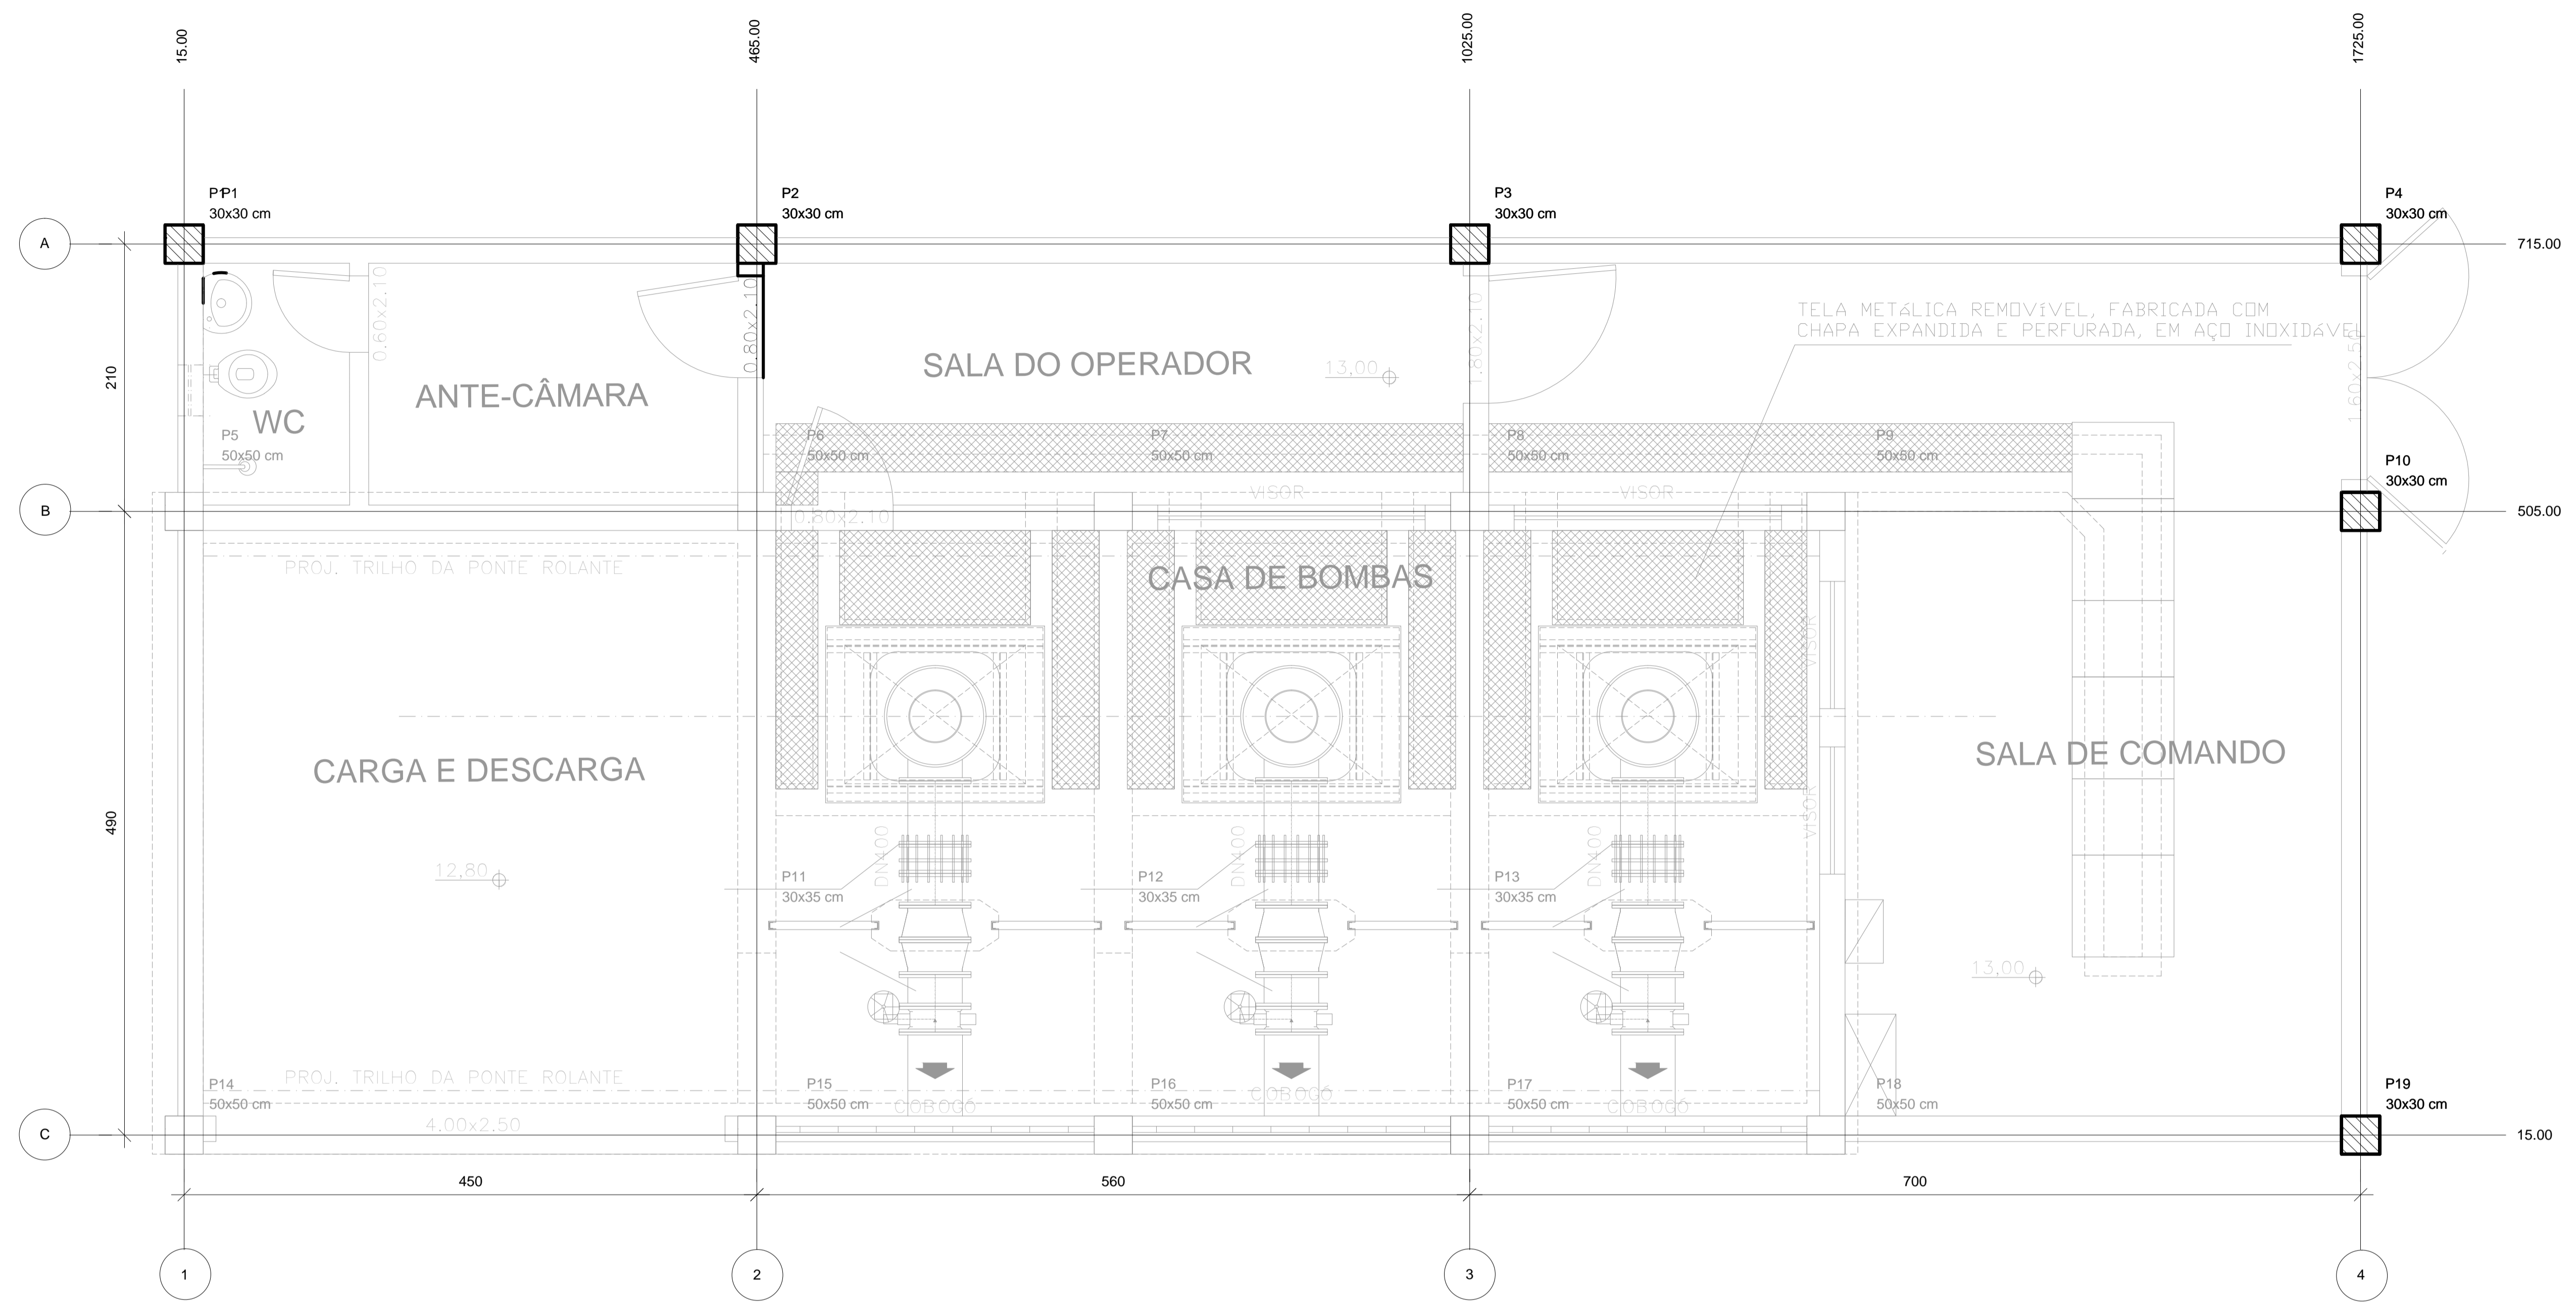 15.00
465.00
1025.00
1725.00
P1P1
30x30 cm
P2
30x30 cm
P3
30x30 cm
P4
30x30 cm
A
715.00
0.60x2.10
0.80x2.10
1.80x2.10
TELA METáLICA REMOVíVEL, FABRICADA COM
CHAPA EXPANDIDA E PERFURADA, EM AÇO INOXIDáVEL
1.60x2.50
210
SALA DO OPERADOR
13,00
ANTE-CÂMARA
WC
P5
50x50 cm
P6
50x50 cm
P7
50x50 cm
P8
50x50 cm
P9
50x50 cm
P10
30x30 cm
VISOR
VISOR
B
0.80x2.10
505.00
PROJ. TRILHO DA PONTE ROLANTE
CASA DE BOMBAS
VISOR
CARGA E DESCARGA
SALA DE COMANDO
VISOR
490
12,80
DN400
DN400
DN400
P11
30x35 cm
P12
30x35 cm
P13
30x35 cm
13,00
PROJ. TRILHO DA PONTE ROLANTE
P14
50x50 cm
P15
50x50 cm
P16
50x50 cm
P17
50x50 cm
P18
50x50 cm
P19
30x30 cm
COBOGÓ
COBOGÓ
COBOGÓ
4.00x2.50
C
15.00
450
560
700
1
2
3
4